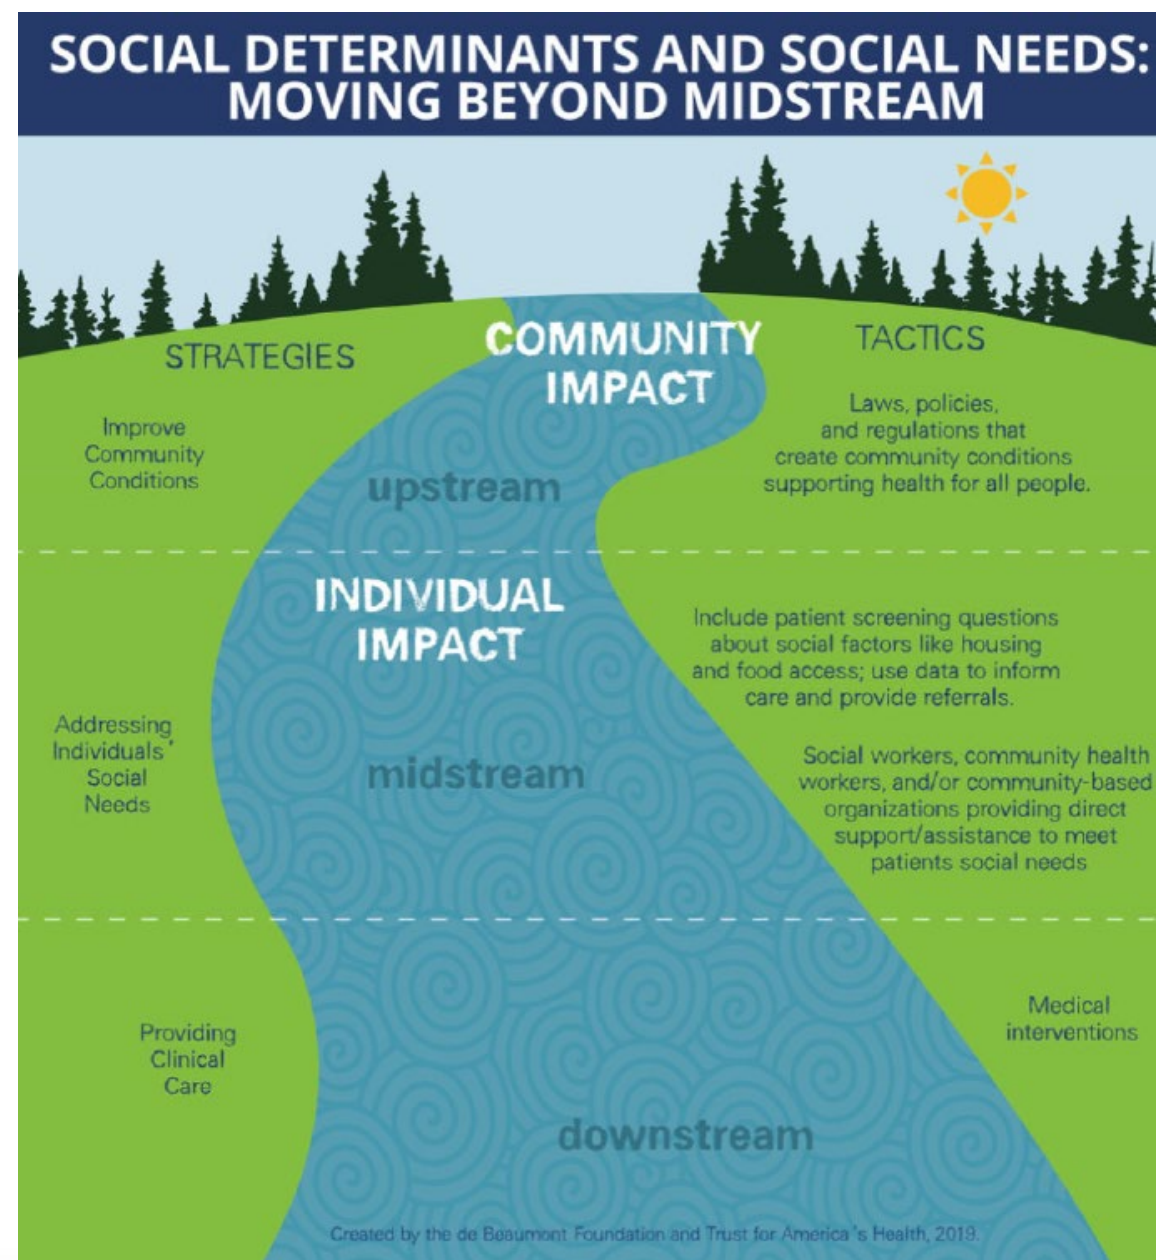 SOCIAL DETERMINANTS AND SOCIAL NEEDS:
MOVING BEYOND MIDSTREAM
STRATEGIES
COMMUNITY
IMPACT
TACTICS
Improve
Community
Conditions
upstream
Laws, policies,
and regulations that
create community conditions
supporting health for all people.
INDIVIDUAL
IMPACT
Addressing
Individuals'
Social
Needs
midstream
Include patient screening questions
about social factors like housing
and food access; use data to inform
care and provide referrals.
Social workers, community health
workers, and/or community-based
organizations providing direct
support/assistance to meet
patients social needs
Providing
Clinical
Care
downstream
Medical
interventions
Created by the de Beaumont Foundation and Trust for America's Health, 2019.